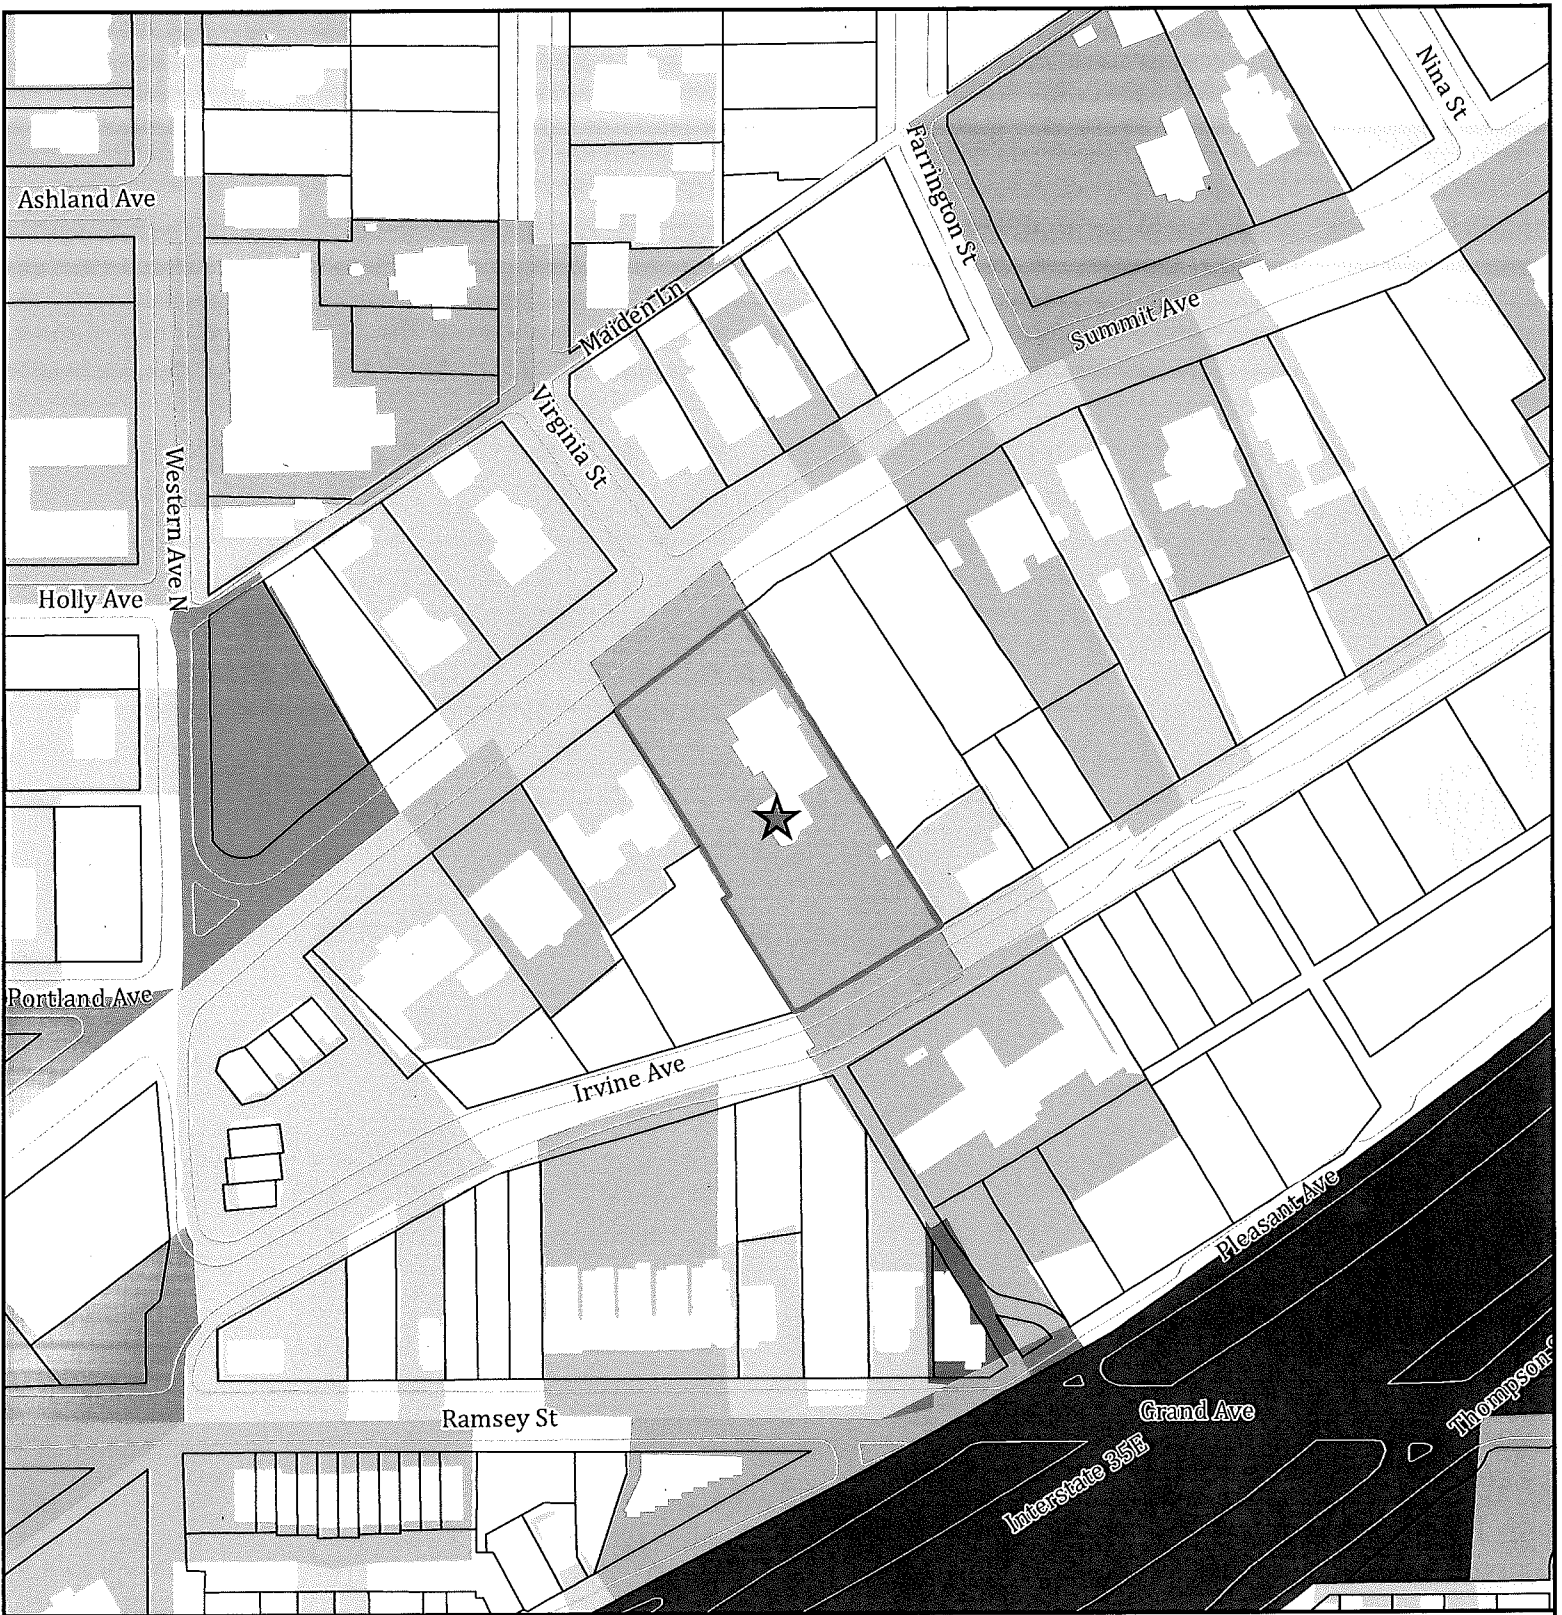 Nina St
Farrington St
Ashland Ave
Summit Ave
Maiden Ln
Virginia St
Western Ave N
Holly Ave
Portland Ave
Irvine Ave
Pleasant Ave
Ramsey St
Grand Ave
Thompson
Interstate 35E